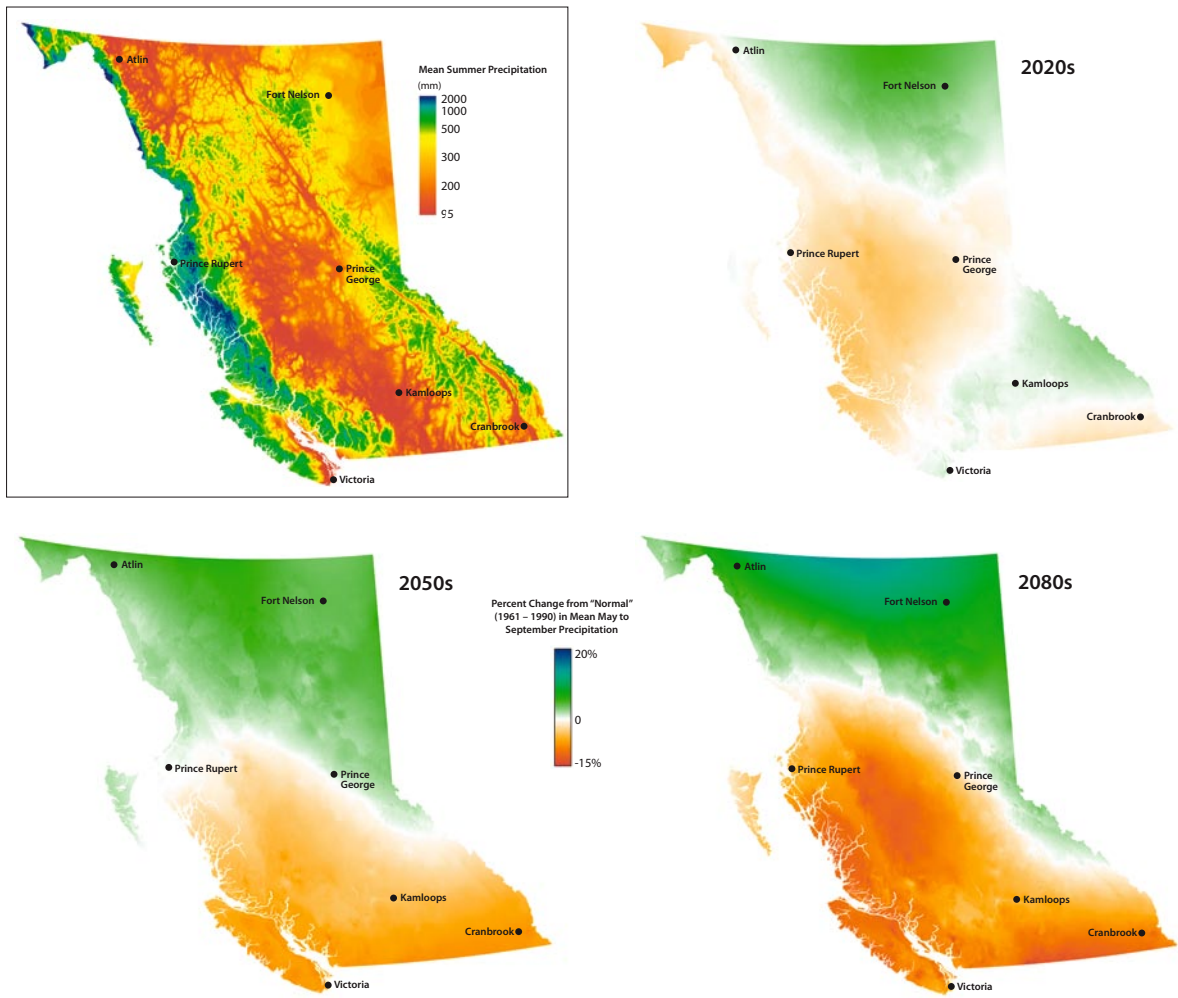 Atlin
Fort Nelson
Prince Rupert
Prince
George
Kamloops
Cranbrook
Victoria
Mean Summer Precipitation
(mm)
2000
1000
500
300
200
95
2020s
Atlin
Fort Nelson
Prince Rupert
Prince
George
Kamloops
Cranbrook
Victoria
2050s
Atlin
Fort Nelson
Prince Rupert
Prince
George
Kamloops
Cranbrook
Victoria
Percent Change from “Normal”
(1961 – 1990) in Mean May to
September Precipitation
20%
0
-15%
2080s
Atlin
Fort Nelson
Prince Rupert
Prince
George
Kamloops
Cranbrook
Victoria